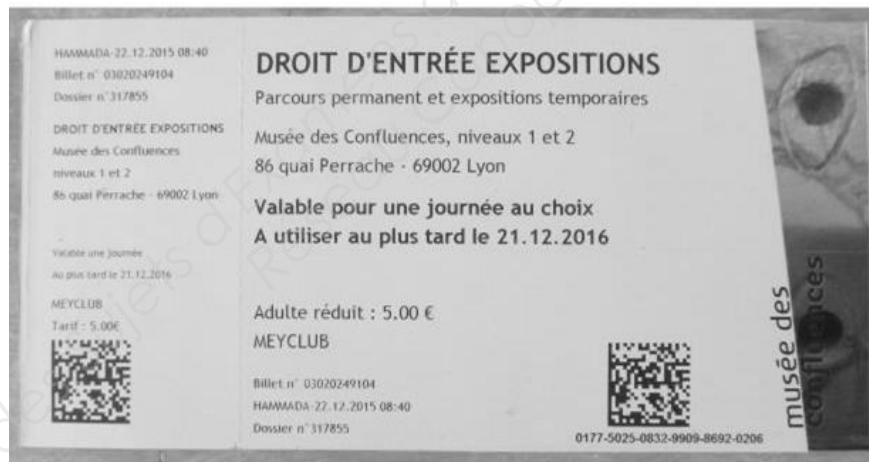 HAMMADA-22.12.2015 08:40
Billet n° 03020249104
Dossier n°317855
DROIT D'ENTRÉE EXPOSITIONS
Musée des Confluences
niveaux 1 et 2
86 quai Perrache - 69002 Lyon
Valable une journée
Au plus tard le 21.12.2016
MEYCLUB
Tarif : 5.00€
DROIT D'ENTRÉE EXPOSITIONS
Parcours permanent et expositions temporaires
Musée des Confluences, niveaux 1 et 2
86 quai Perrache - 69002 Lyon
Valable pour une journée au choix
A utiliser au plus tard le 21.12.2016
Adulte réduit : 5.00 €
MEYCLUB
Billet n° 03020249104
HAMMADA-22.12.2015 08:40
Dossier n°317855
0177-5025-0832-9909-8692-0206
musée des
confluences